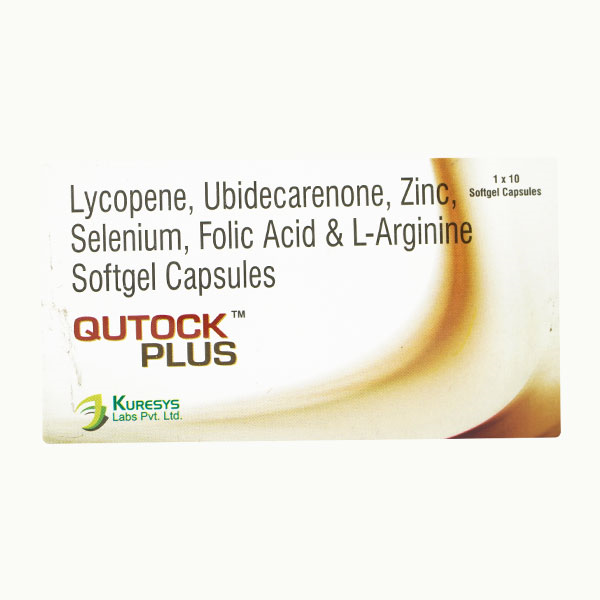 Lycopene, Ubidecarenone, Zinc,
Selenium, Folic Acid & L-Arginine
Softgel Capsules
1 x 10
Softgel Capsules
QUTOCK™
PLUS
KURESYS
Labs Pvt. Ltd.